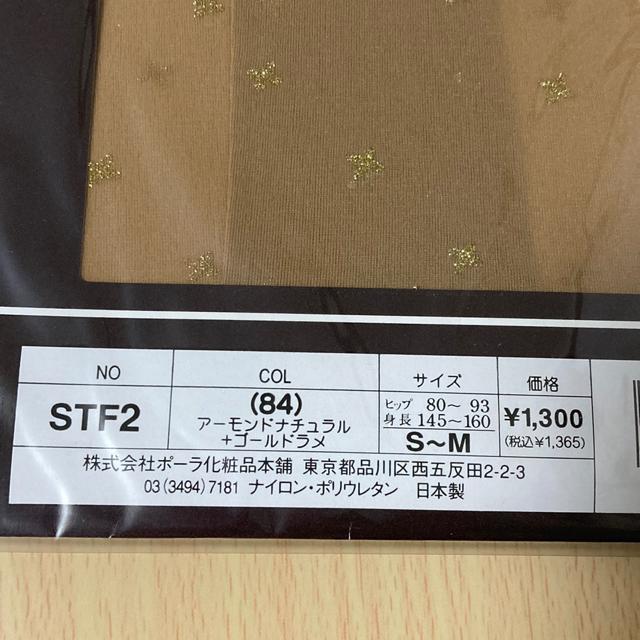 NO COL サイズ 価格
STF2 (84) ヒップ 80～ 93 ¥1,300
アーモンドナチュラル 身長 145～160
+ゴールドラメ S～M (税込¥1,365)
株式会社ポーラ化粧品本舗 東京都品川区西五反田2-2-3
03(3494)7181 ナイロン・ポリウレタン 日本製